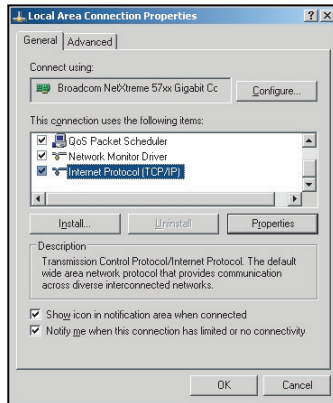 Local Area Connection Properties
General Advanced
Connect using:
Broadcom NetXtreme 57xx Gigabit Cc Configure...
This connection uses the following items:
QoS Packet Scheduler
Network Monitor Driver
Internet Protocol (TCP/IP)
Install... Uninstall Properties
Description
Transmission Control Protocol/Internet Protocol. The default
wide area network protocol that provides communication
across diverse interconnected networks.
Show icon in notification area when connected
Notify me when this connection has limited or no connectivity
OK Cancel